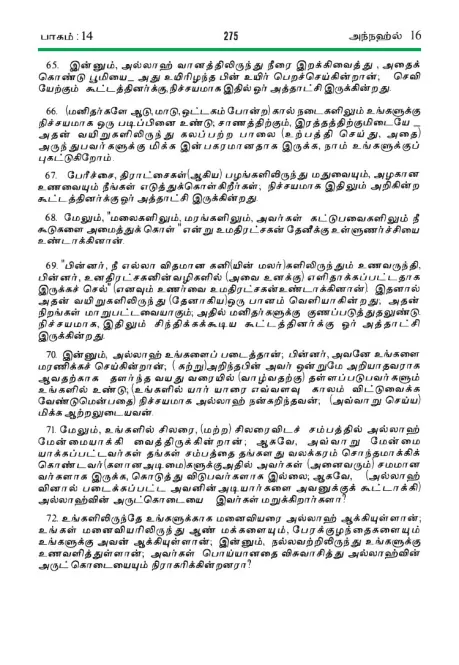 பாகம் : 14 275 அந்நஹ்ல் 16
65. இன்னும், அல்லாஹ் வானத்திலிருந்து நீரை இறக்கிவைத்து , அதைக்
கொண்டு பூமியை_ அது உயிரிழந்த பின் உயிர் பெறச்செய்கின்றான்; செவி
யேற்கும் கூட்டத்தினர்க்கு,நிச்சயமாக இதில் ஓர் அத்தாட்சி இருக்கின்றது.
66. (மனிதர்களே ஆடு,மாடு,ஒட்டகம் போன்ற) கால் நடைகளிலும் உங்களுக்கு
நிச்சயமாக ஒரு படிப்பினை உண்டு; சாணத்திற்கும், இரத்தத்திற்குமிடையே _
அதன் வயிறுகளிலிருந்து கலப்பற்ற பாலை (உற்பத்தி செய்து, அதை)
அருந்துபவர்களுக்கு மிக்க இன்பகரமானதாக இருக்க, நாம் உங்களுக்குப்
புகட்டுகிறோம்.
67. பேரீச்சை, திராட்சைகள்(ஆகிய) பழங்களிலிருந்து மதுவையும், அழகான
உணவையும் நீங்கள் எடுத்துக்கொள்கிறீர்கள்; நிச்சயமாக இதிலும் அறிகின்ற
கூட்டத்தினர்க்கு ஓர் அத்தாட்சி இருக்கின்றது.
68. மேலும், "மலைகளிலும், மரங்களிலும், அவர்கள் கட்டுபவைகளிலும் நீ
கூடுகளை அமைத்துக் கொள்" என்று உமதிரட்சகன் தேனீக்கு உள்ளுணர்ச்சியை
உண்டாக்கினான்.
69. "பின்னர், நீ எல்லா விதமான கனி(யின் மலர்)களிலிருந்தும் உணவருந்தி,
பின்னர், உனதிரட்சகனின்வழிகளில் (அவை உனக்கு) எளிதாக்கப்பட்டதாக
இருக்கச் செல்" (எனவும் உணர்வை உமதிரட்சகன்உண்டாக்கினான்). இதனால்
அதன் வயிறுகளிலிருந்து (தேனாகிய)ஒரு பானம் வெளியாகின்றது; அதன்
நிறங்கள் மாறுபட்டவையாகும்; அதில் மனிதர்களுக்கு குணப்படுத்துதலுண்டு.
நிச்சயமாக, இதிலும் சிந்திக்கக்கூடிய கூட்டத்தினர்க்கு ஓர் அத்தாட்சி
இருக்கின்றது.
70. இன்னும், அல்லாஹ் உங்களைப் படைத்தான்; பின்னர், அவனே உங்களை
மரணிக்கச் செய்கின்றான்; ( கற்று)அறிந்தபின் அவர் ஒன்றுமே அறியாதவராக
ஆவதற்காக தளர்ந்த வயது வரையில் (வாழ்வதற்கு) தள்ளப்படுபவர்களும்
உங்களில் உண்டு; (உங்களில் யார் யாரை எவ்வளவு காலம் விட்டுவைக்க
வேண்டுமென்பதை) நிச்சயமாக அல்லாஹ் நன்கறிந்தவன்; (அவ்வாறு செய்ய)
மிக்க ஆற்றலுடையவன்.
71. மேலும், உங்களில் சிலரை, (மற்ற) சிலரைவிடச் சம்பத்தில் அல்லாஹ்
மேன்மையாக்கி வைத்திருக்கின்றான்; ஆகவே, அவ்வாறு மேன்மை
யாக்கப்பட்டவர்கள் தங்கள் சம்பத்தை தங்களது வலக்கரம் சொந்தமாக்கிக்
கொண்டவர்(களானஅடிமை)களுக்குஅதில் அவர்கள் (அனைவரும்) சமமான
வர்களாக இருக்க, கொடுத்து விடுபவர்களாக இல்லை; ஆகவே, (அல்லாஹ்
வினால் படைக்கப்பட்ட அவனின்அடியார்களை அவனுக்குக் கூட்டாக்கி)
அல்லாஹ்வின் அருட்கொடையை இவர்கள் மறுக்கிறார்களா?
72. உங்களிலிருந்தே உங்களுக்காக மனைவியரை அல்லாஹ் ஆக்கியுள்ளான்;
உங்கள் மனைவியரிலிருந்து ஆண் மக்களையும், பேரக்குழந்தைகளையும்
உங்களுக்கு அவன் ஆக்கியுள்ளான்; இன்னும், நல்லவற்றிலிருந்து உங்களுக்கு
உணவளித்துள்ளான்; அவர்கள் பொய்யானதை விசுவாசித்து அல்லாஹ்வின்
அருட்கொடையையும் நிராகரிக்கின்றனரா?